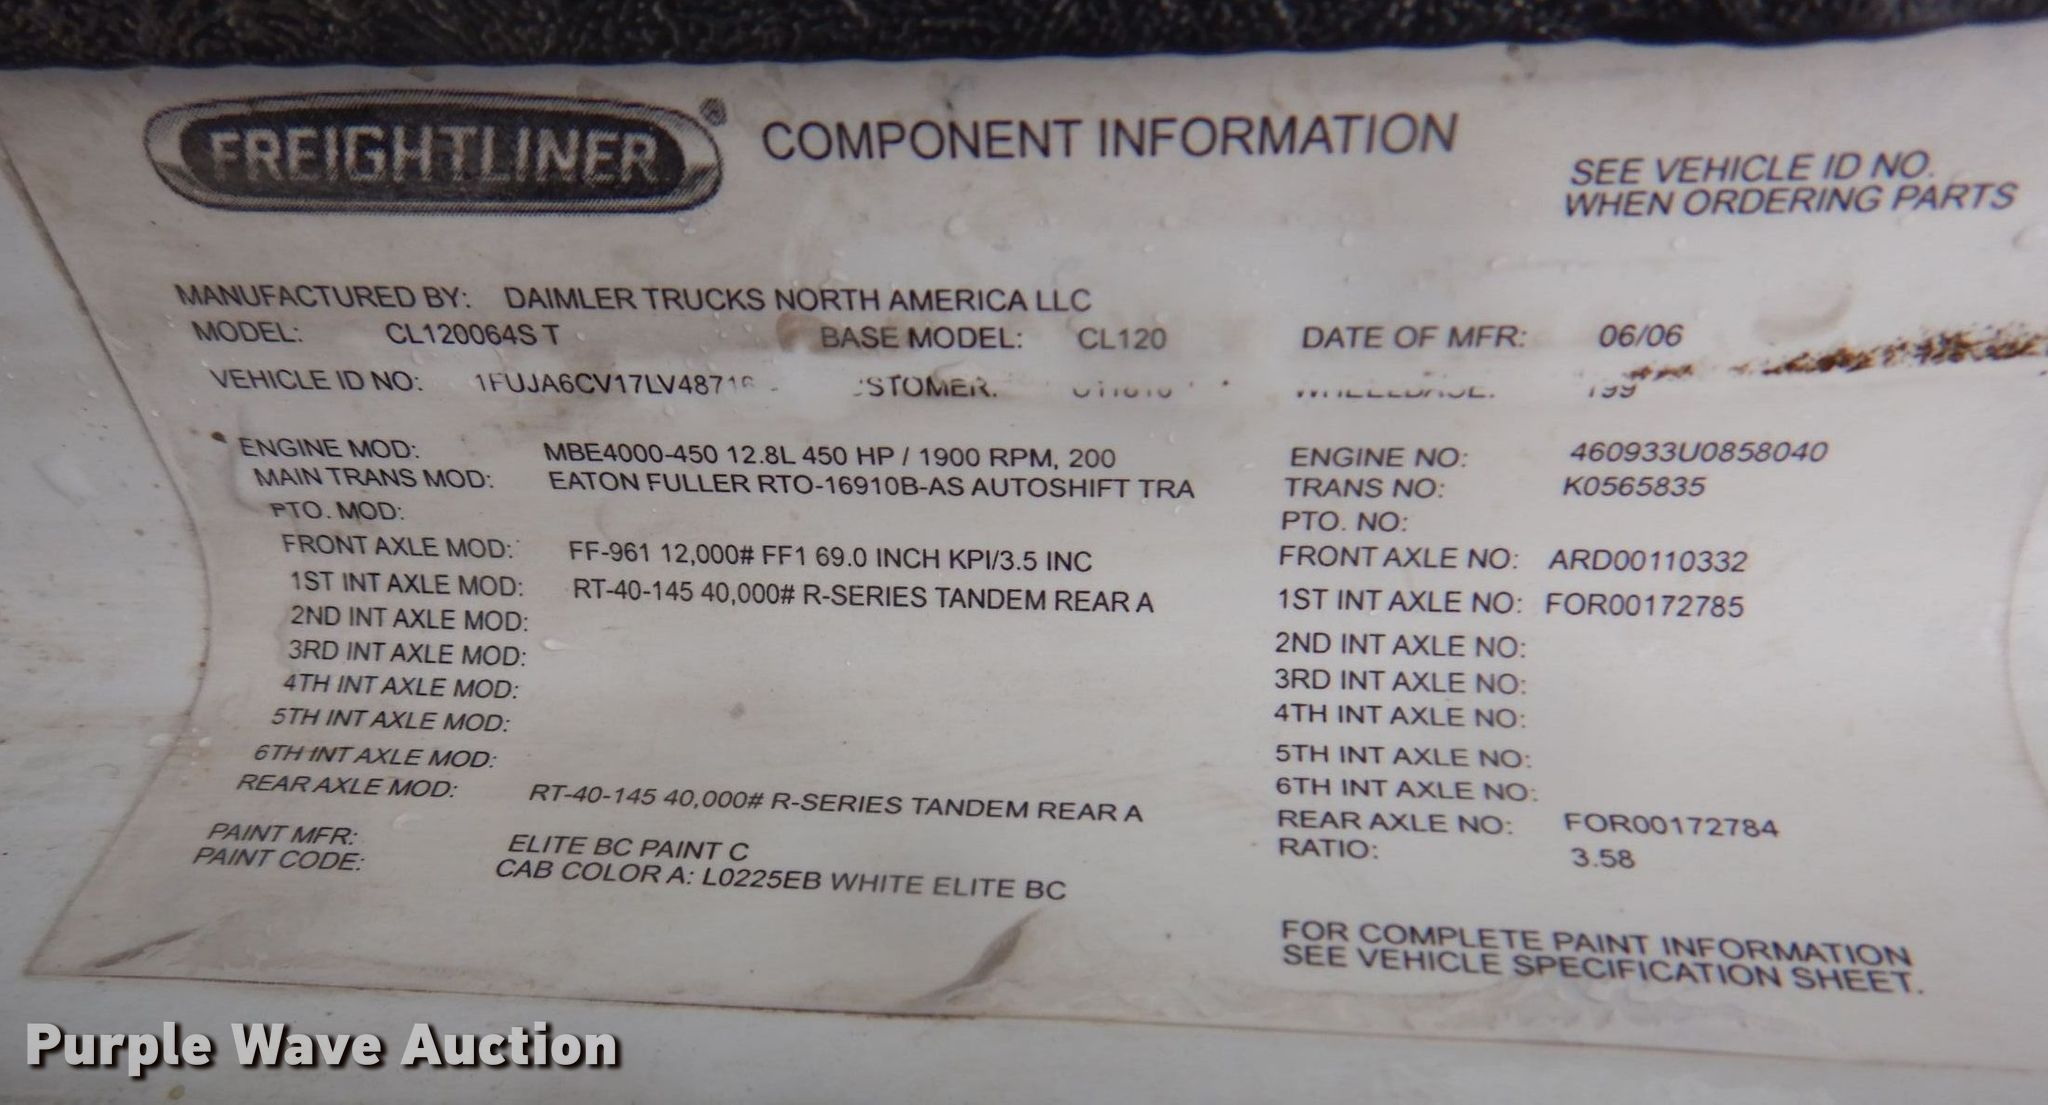 FREIGHTLINER ® COMPONENT INFORMATION
SEE VEHICLE ID NO.
WHEN ORDERING PARTS
MANUFACTURED BY: DAIMLER TRUCKS NORTH AMERICA LLC
MODEL: CL120064S T BASE MODEL: CL120 DATE OF MFR: 06/06
VEHICLE ID NO: STOMER. 199
ENGINE MOD: MBE4000-450 12.8L 450 HP / 1900 RPM, 200 ENGINE NO: 460933U0858040
MAIN TRANS MOD: EATON FULLER RTO-16910B-AS AUTOSHIFT TRA TRANS NO: K0565835
PTO. MOD: PTO. NO:
FRONT AXLE MOD: FF-961 12,000# FF1 69.0 INCH KPI/3.5 INC FRONT AXLE NO: ARD00110332
1ST INT AXLE MOD: RT-40-145 40,000# R-SERIES TANDEM REAR A 1ST INT AXLE NO: FOR00172785
2ND INT AXLE MOD: 2ND INT AXLE NO:
3RD INT AXLE MOD: 3RD INT AXLE NO:
4TH INT AXLE MOD: 4TH INT AXLE NO:
5TH INT AXLE MOD: 5TH INT AXLE NO:
6TH INT AXLE MOD: 6TH INT AXLE NO:
REAR AXLE MOD: RT-40-145 40,000# R-SERIES TANDEM REAR A REAR AXLE NO: FOR00172784
RATIO: 3.58
PAINT MFR: ELITE BC PAINT C
PAINT CODE: CAB COLOR A: L0225EB WHITE ELITE BC
FOR COMPLETE PAINT INFORMATION
SEE VEHICLE SPECIFICATION SHEET.
Purple Wave Auction